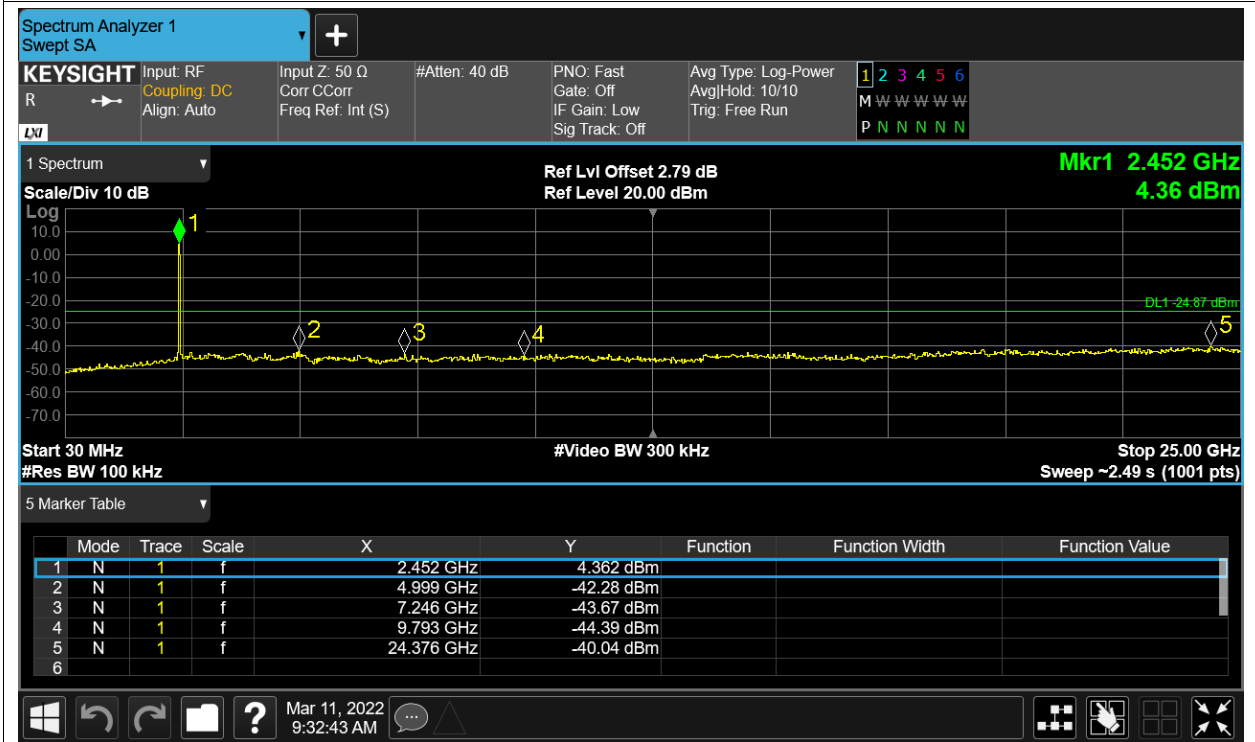 Spectrum Analyzer 1
Swept SA
+
KEYSIGHT
R
LXI
Input: RF
Coupling: DC
Align: Auto
Input Z: 50 Ω
Corr CCorr
Freq Ref: Int (S)
#Atten: 40 dB
PNO: Fast
Gate: Off
IF Gain: Low
Sig Track: Off
Avg Type: Log-Power
Avg|Hold: 10/10
Trig: Free Run
1 2 3 4 5 6
M W W W W W
P N N N N N
1 Spectrum
Scale/Div 10 dB
Ref Lvl Offset 2.79 dB
Ref Level 20.00 dBm
Mkr1 2.452 GHz
4.36 dBm
Log
10.0
0.00
-10.0
-20.0
-30.0
-40.0
-50.0
-60.0
-70.0
1
2
3
4
5
DL1 -24.87 dBm
Start 30 MHz
#Res BW 100 kHz
#Video BW 300 kHz
Stop 25.00 GHz
Sweep ~2.49 s (1001 pts)
5 Marker Table
Mode Trace Scale X Y Function Function Width Function Value
1 N 1 f 2.452 GHz 4.362 dBm
2 N 1 f 4.999 GHz -42.28 dBm
3 N 1 f 7.246 GHz -43.67 dBm
4 N 1 f 9.793 GHz -44.39 dBm
5 N 1 f 24.376 GHz -40.04 dBm
6
?
Mar 11, 2022
9:32:43 AM